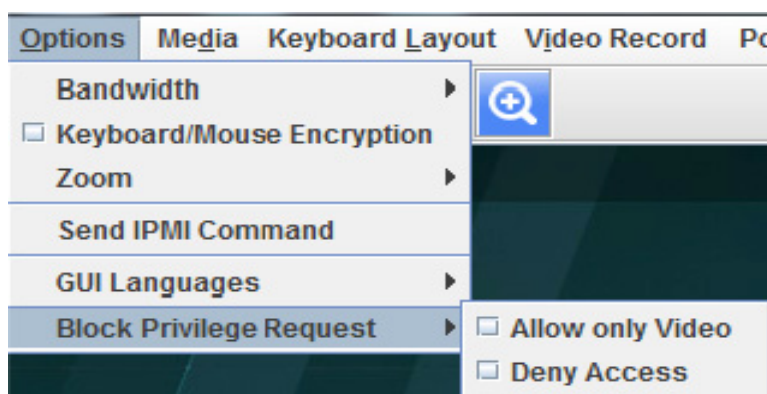 Options Media Keyboard Layout Video Record
Bandwidth
Keyboard/Mouse Encryption
Zoom
Send IPMI Command
GUI Languages
Block Privilege Request
Allow only Video
Deny Access